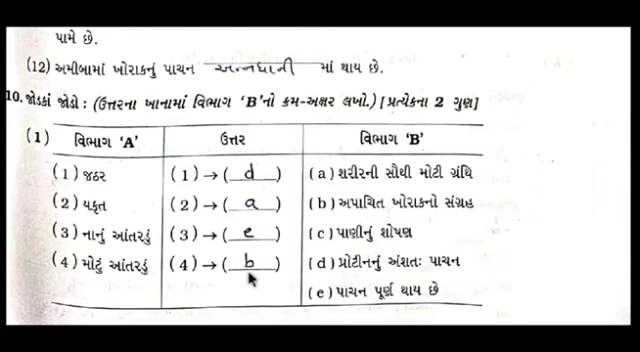 પામે છે.
(12) અમીબામાં ખોરાકનું પાચન અન્નધાની માં થાય છે.
10. જોડકાં જોડો : (ઉત્તરના ખાનામાં વિભાગ ‘B’નો ક્રમ-અક્ષર લખો.) [પ્રત્યેકના 2 ગુણ]
(1) વિભાગ ‘A’ ઉત્તર વિભાગ ‘B’
(1) જઠર (1) → ( d ) (a) શરીરની સૌથી મોટી ગ્રંથિ
(2) યકૃત (2) → ( a ) (b) અપાચિત ખોરાકનો સંગ્રહ
(3) નાનું આંતરડું (3) → ( e ) (c) પાણીનું શોષણ
(4) મોટું આંતરડું (4) → ( b ) (d) પ્રોટીનનું અંશતઃ પાચન
(e) પાચન પૂર્ણ થાય છે